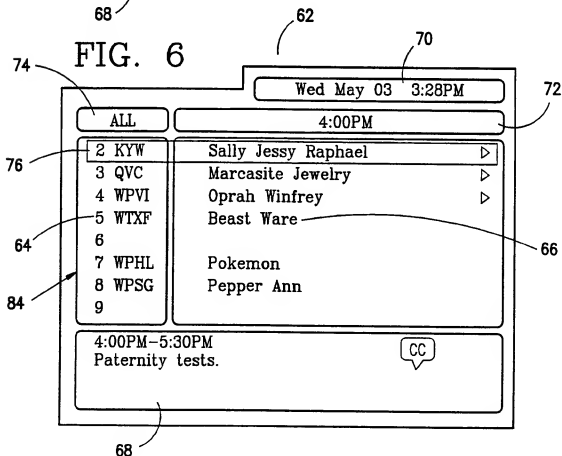 68
62
FIG. 6
70
74
Wed May 03 3:28PM
72
ALL 4:00PM
76
2 KYW Sally Jessy Raphael
3 QVC Marcasite Jewelry
4 WPVI Oprah Winfrey
64 5 WTXF Beast Ware 66
6
7 WPHL Pokemon
84 8 WPSG Pepper Ann
9
4:00PM-5:30PM CC
Paternity tests.
68